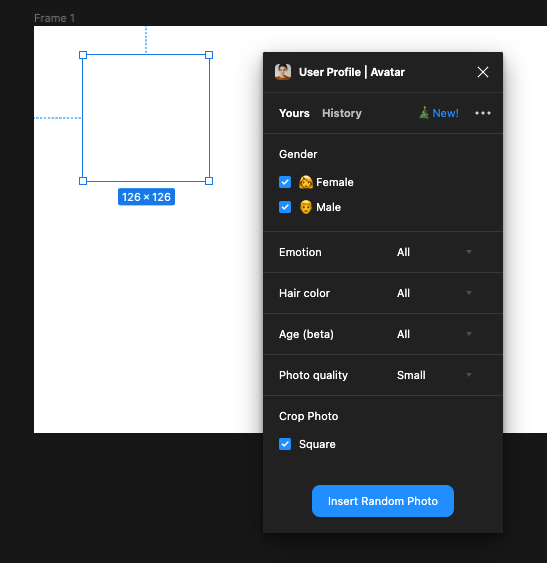 Frame 1
User Profile | Avatar
Yours History New!
Gender
Female
Male
126 × 126
Emotion All
Hair color All
Age (beta) All
Photo quality Small
Crop Photo
Square
Insert Random Photo